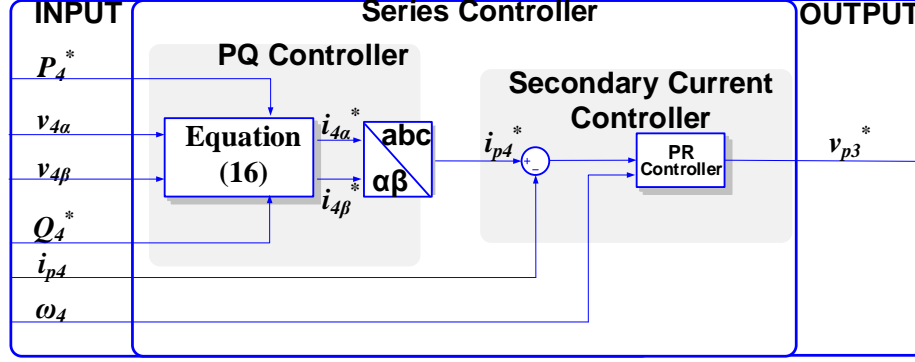 INPUT
Series Controller
OUTPUT
PQ Controller
P4*
Secondary Current
Controller
v4α
Equation
(16)
i4α*
abc
αβ
ip4*
+
−
PR
Controller
vp3*
v4β
i4β*
Q4*
ip4
ω4